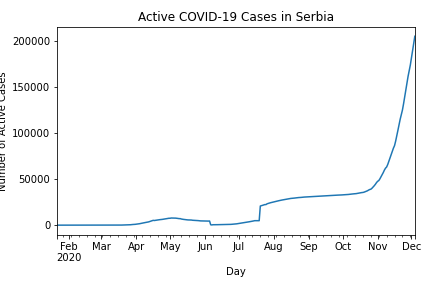 Active COVID-19 Cases in Serbia
200000
150000
100000
50000
0
Number of Active Cases
Feb Mar Apr May Jun Jul Aug Sep Oct Nov Dec
2020
Day